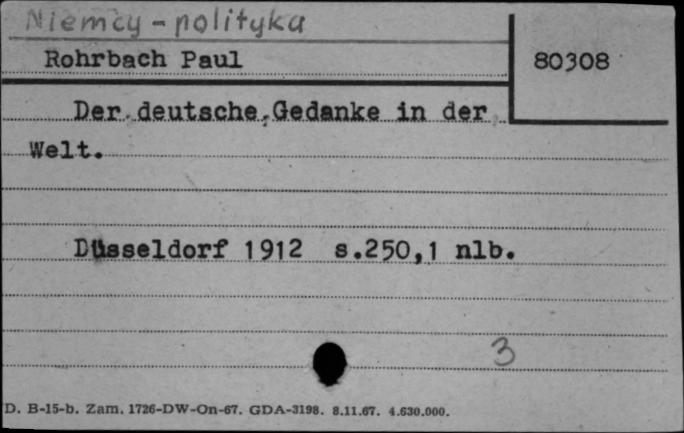 Niemcy - polityka
Rohrbach Paul
80308
Der deutsche Gedanke in der
Welt.
Düsseldorf 1912 s.250,1 nlb.
3
D. B-15-b. Zam. 1726-DW-On-67. GDA-3198. 8.11.67. 4.630.000.